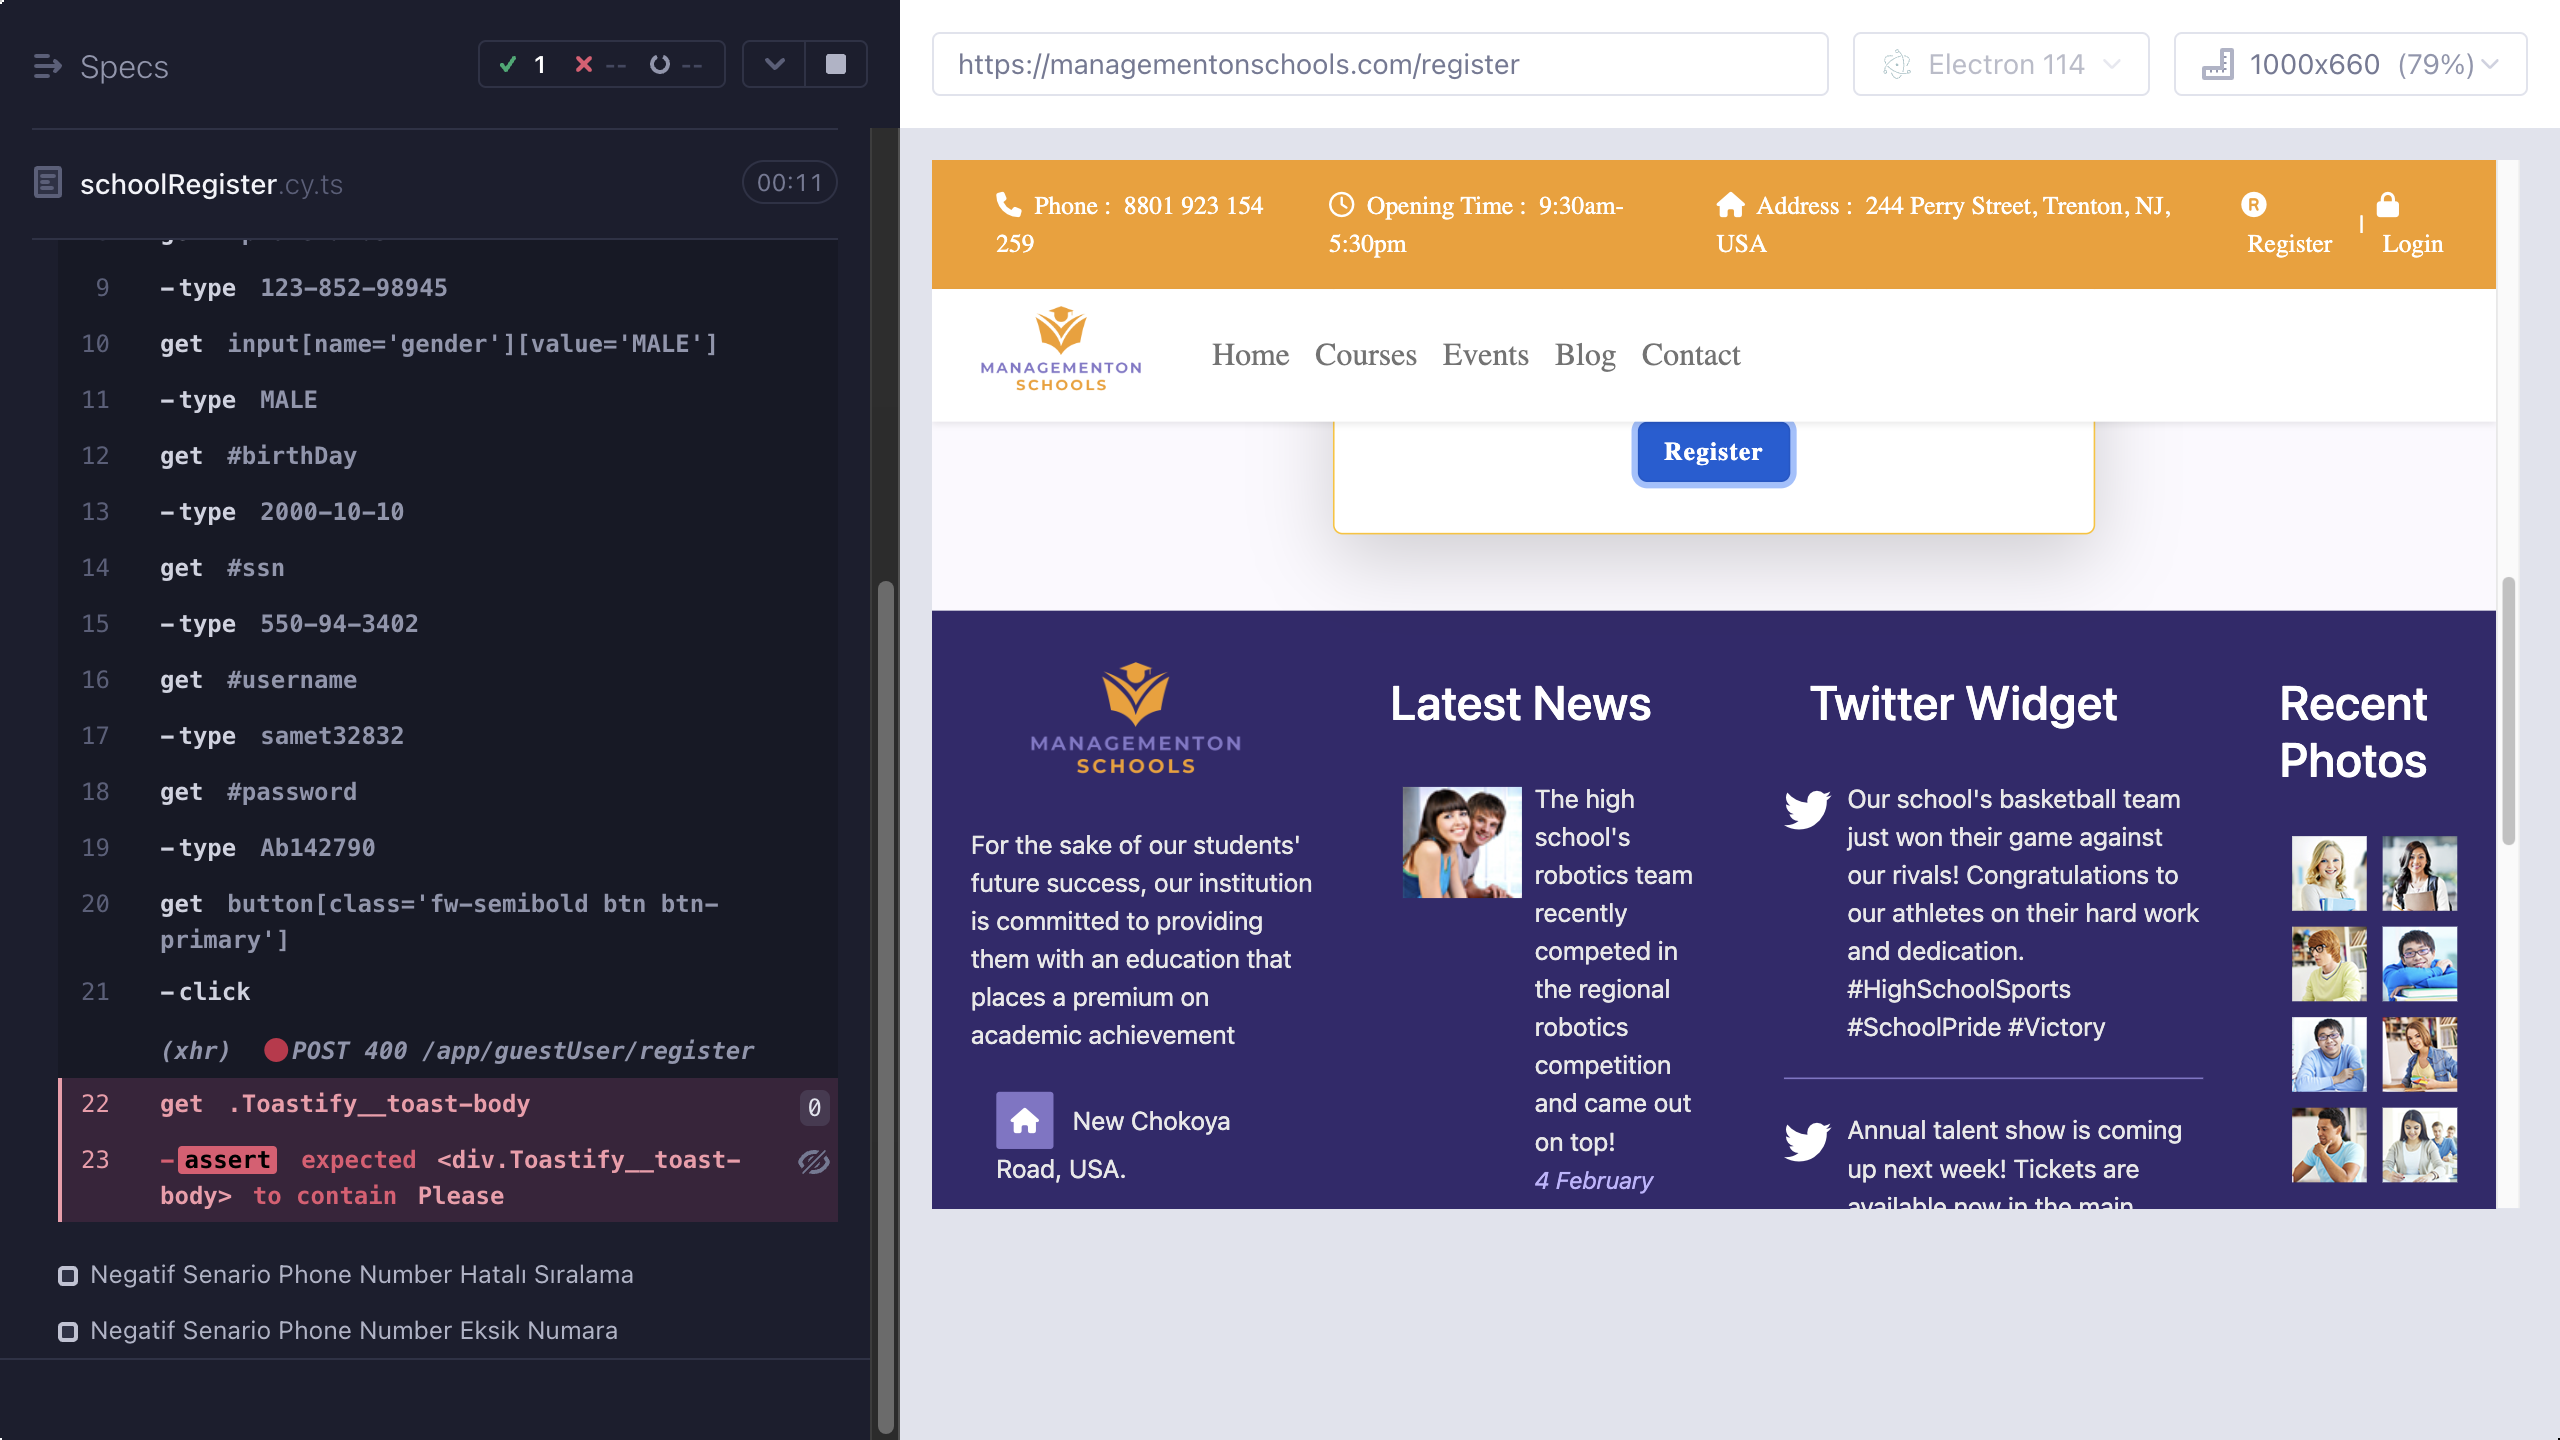 Specs
1 -- --
schoolRegister.cy.ts 00:11
9 -type 123-852-98945
10 get input[name='gender'][value='MALE']
11 -type MALE
12 get #birthDay
13 -type 2000-10-10
14 get #ssn
15 -type 550-94-3402
16 get #username
17 -type samet32832
18 get #password
19 -type Ab142790
20 get button[class='fw-semibold btn btn-
primary']
21 -click
(xhr) POST 400 /app/guestUser/register
22 get .Toastify__toast-body 0
23 -assert expected <div.Toastify__toast-
body> to contain Please
Negatif Senario Phone Number Hatalı Sıralama
Negatif Senario Phone Number Eksik Numara
https://managementonschools.com/register
Electron 114
1000x660 (79%)
Phone : 8801 923 154
259
Opening Time : 9:30am-
5:30pm
Address : 244 Perry Street, Trenton, NJ,
USA
R
Register
|
Login
MANAGEMENTON
SCHOOLS
Home Courses Events Blog Contact
Register
MANAGEMENTON
SCHOOLS
For the sake of our students'
future success, our institution
is committed to providing
them with an education that
places a premium on
academic achievement
New Chokoya
Road, USA.
Latest News
The high
school's
robotics team
recently
competed in
the regional
robotics
competition
and came out
on top!
4 February
Twitter Widget
Our school's basketball team
just won their game against
our rivals! Congratulations to
our athletes on their hard work
and dedication.
#HighSchoolSports
#SchoolPride #Victory
Annual talent show is coming
up next week! Tickets are
available now in the main
Recent
Photos